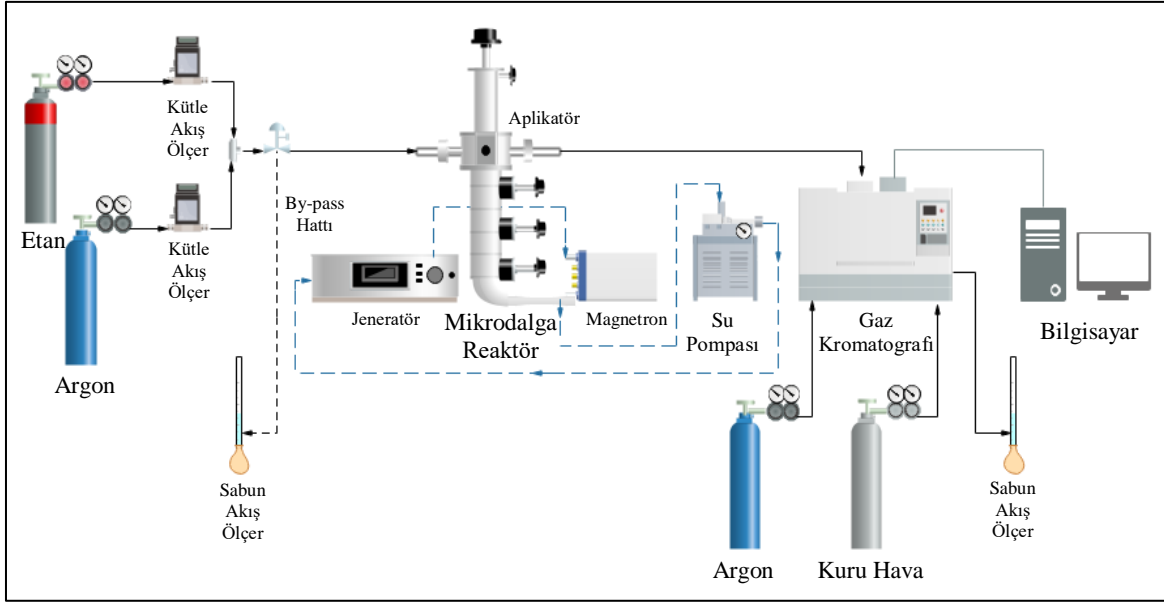 Etan
Kütle
Akış
Ölçer
Argon
Kütle
Akış
Ölçer
By-pass
Hattı
Sabun
Akış
Ölçer
Aplikatör
Jeneratör
Mikrodalga
Reaktör
Magnetron
Su
Pompası
Gaz
Kromatografi
Bilgisayar
Argon
Kuru Hava
Sabun
Akış
Ölçer